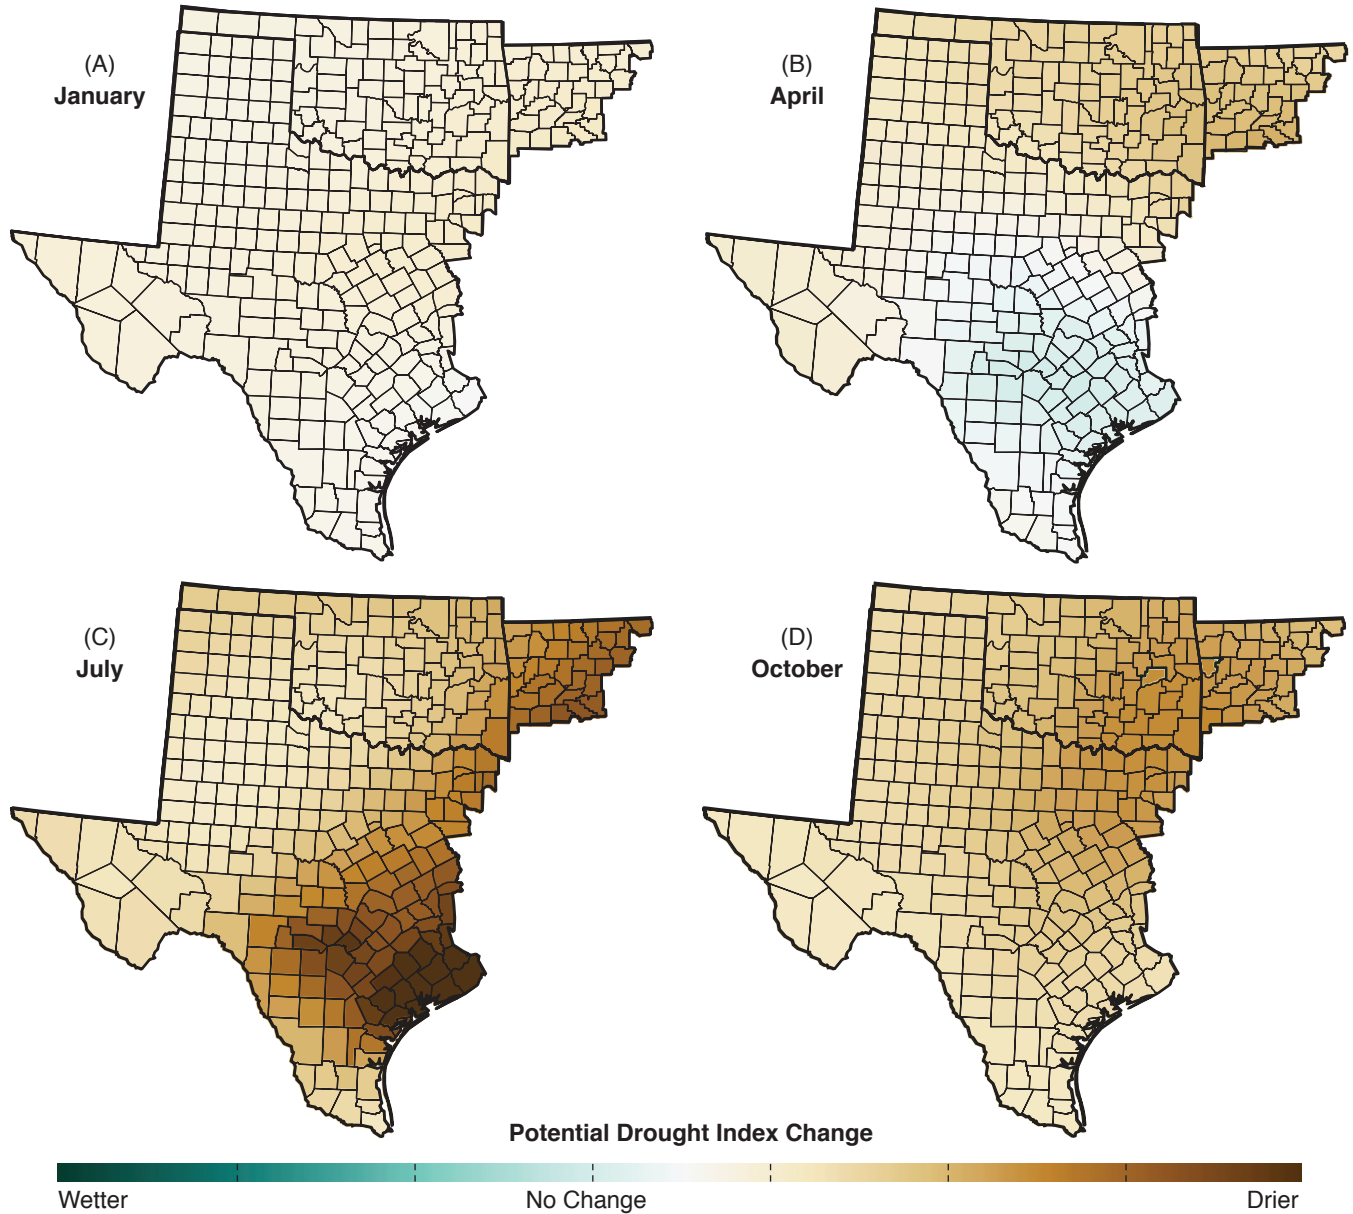 (A)
January
(B)
April
(C)
July
(D)
October
Potential Drought Index Change
Wetter
No Change
Drier